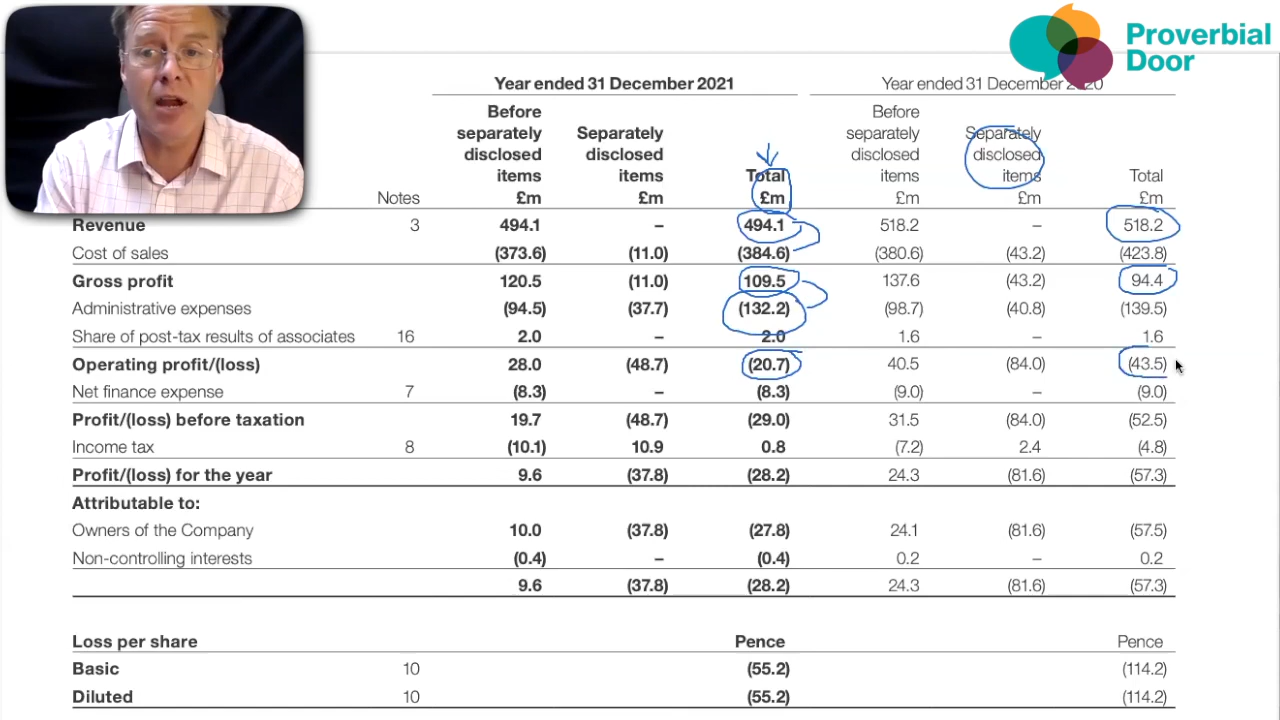 Proverbial
Door
Year ended 31 December 2021 Year ended 31 December 2020
Before separately disclosed items £m Separately disclosed items £m Total £m Before separately disclosed items £m Separately disclosed items £m Total £m
Notes
Revenue 3 494.1 – 494.1 518.2 – 518.2
Cost of sales (373.6) (11.0) (384.6) (380.6) (43.2) (423.8)
Gross profit 120.5 (11.0) 109.5 137.6 (43.2) 94.4
Administrative expenses (94.5) (37.7) (132.2) (98.7) (40.8) (139.5)
Share of post-tax results of associates 16 2.0 – 2.0 1.6 – 1.6
Operating profit/(loss) 28.0 (48.7) (20.7) 40.5 (84.0) (43.5)
Net finance expense 7 (8.3) – (8.3) (9.0) – (9.0)
Profit/(loss) before taxation 19.7 (48.7) (29.0) 31.5 (84.0) (52.5)
Income tax 8 (10.1) 10.9 0.8 (7.2) 2.4 (4.8)
Profit/(loss) for the year 9.6 (37.8) (28.2) 24.3 (81.6) (57.3)
Attributable to:
Owners of the Company 10.0 (37.8) (27.8) 24.1 (81.6) (57.5)
Non-controlling interests (0.4) – (0.4) 0.2 – 0.2
9.6 (37.8) (28.2) 24.3 (81.6) (57.3)
Loss per share Pence Pence
Basic 10 (55.2) (114.2)
Diluted 10 (55.2) (114.2)